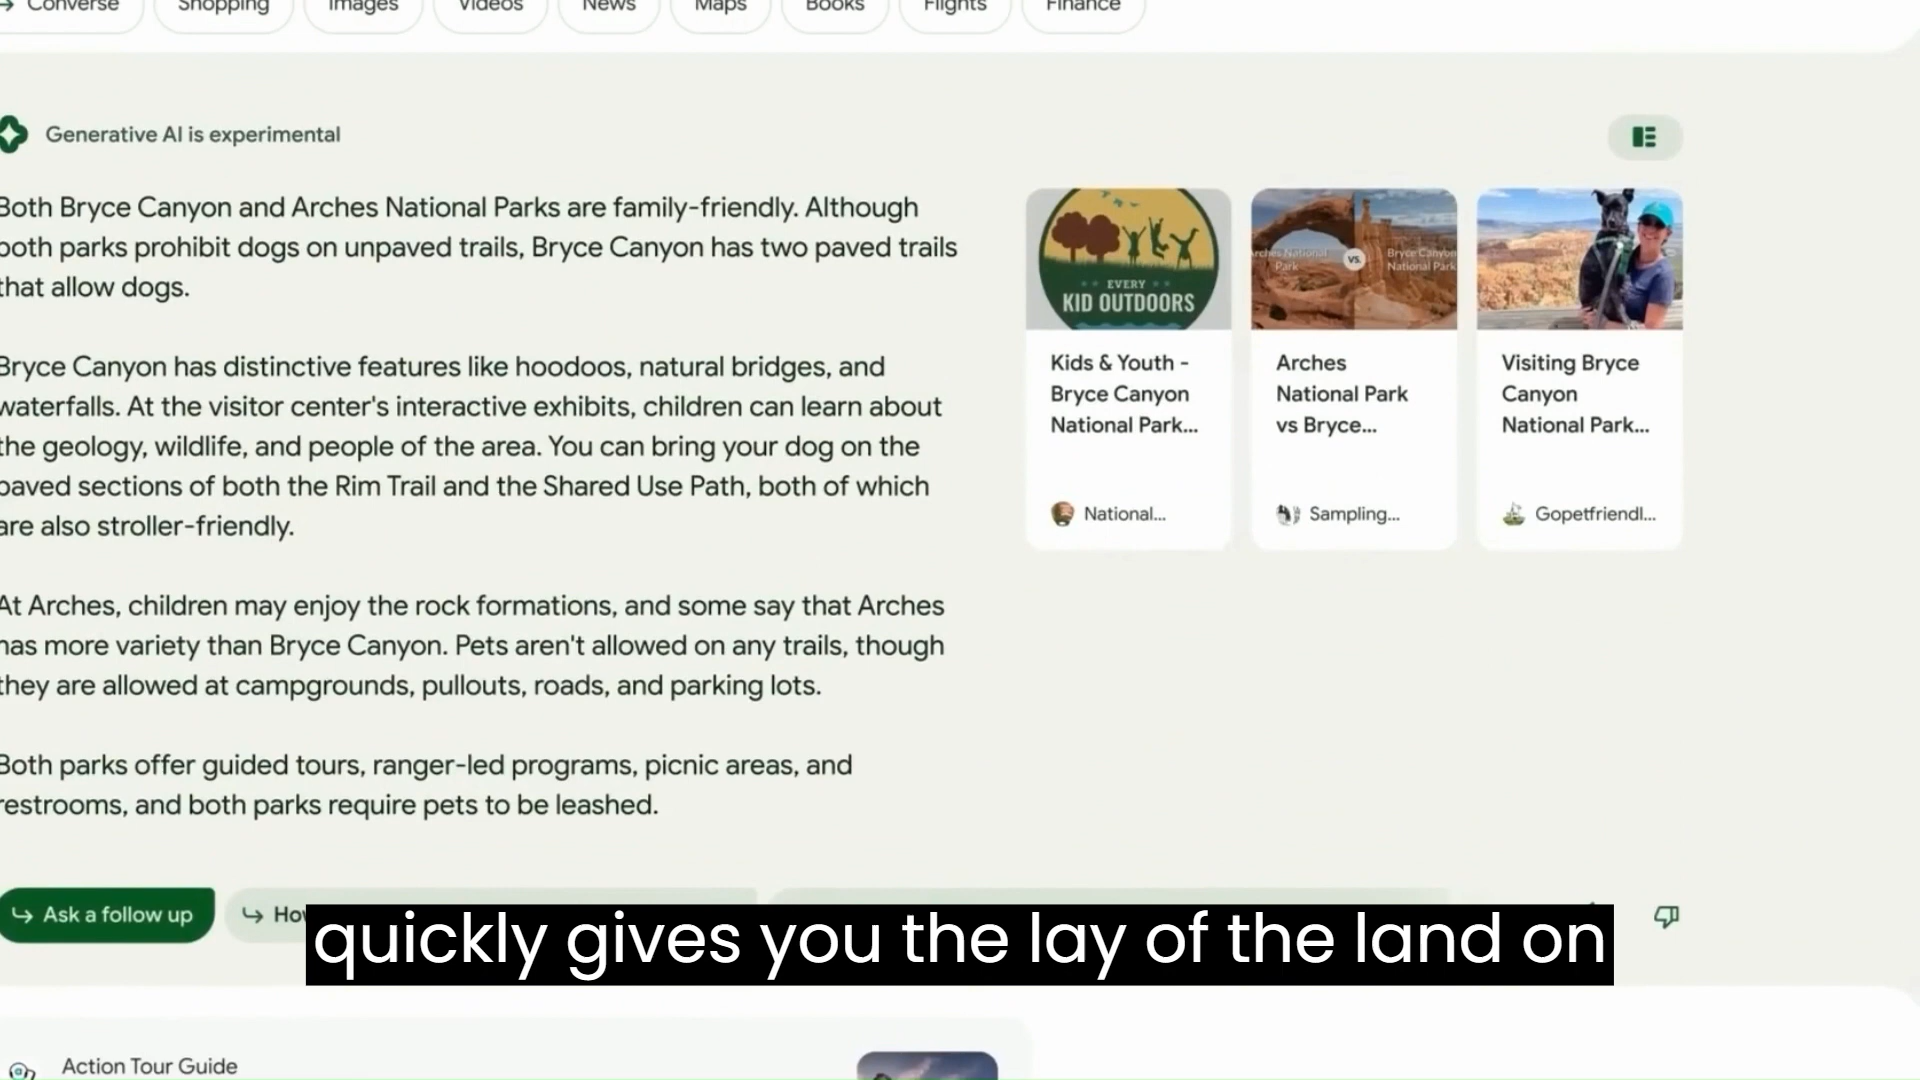 Converse Shopping Images Videos News Maps Books Flights Finance
Generative AI is experimental
Both Bryce Canyon and Arches National Parks are family-friendly. Although
both parks prohibit dogs on unpaved trails, Bryce Canyon has two paved trails
that allow dogs.
Bryce Canyon has distinctive features like hoodoos, natural bridges, and
waterfalls. At the visitor center's interactive exhibits, children can learn about
the geology, wildlife, and people of the area. You can bring your dog on the
paved sections of both the Rim Trail and the Shared Use Path, both of which
are also stroller-friendly.
At Arches, children may enjoy the rock formations, and some say that Arches
has more variety than Bryce Canyon. Pets aren't allowed on any trails, though
they are allowed at campgrounds, pullouts, roads, and parking lots.
Both parks offer guided tours, ranger-led programs, picnic areas, and
restrooms, and both parks require pets to be leashed.
EVERY
KID OUTDOORS
Kids & Youth -
Bryce Canyon
National Park...
National...
Arches National
Park
vs.
Bryce Canyon
National Park
Arches
National Park
vs Bryce...
Sampling...
Visiting Bryce
Canyon
National Park...
Gopetfriendl...
Ask a follow up
quickly gives you the lay of the land on
Action Tour Guide